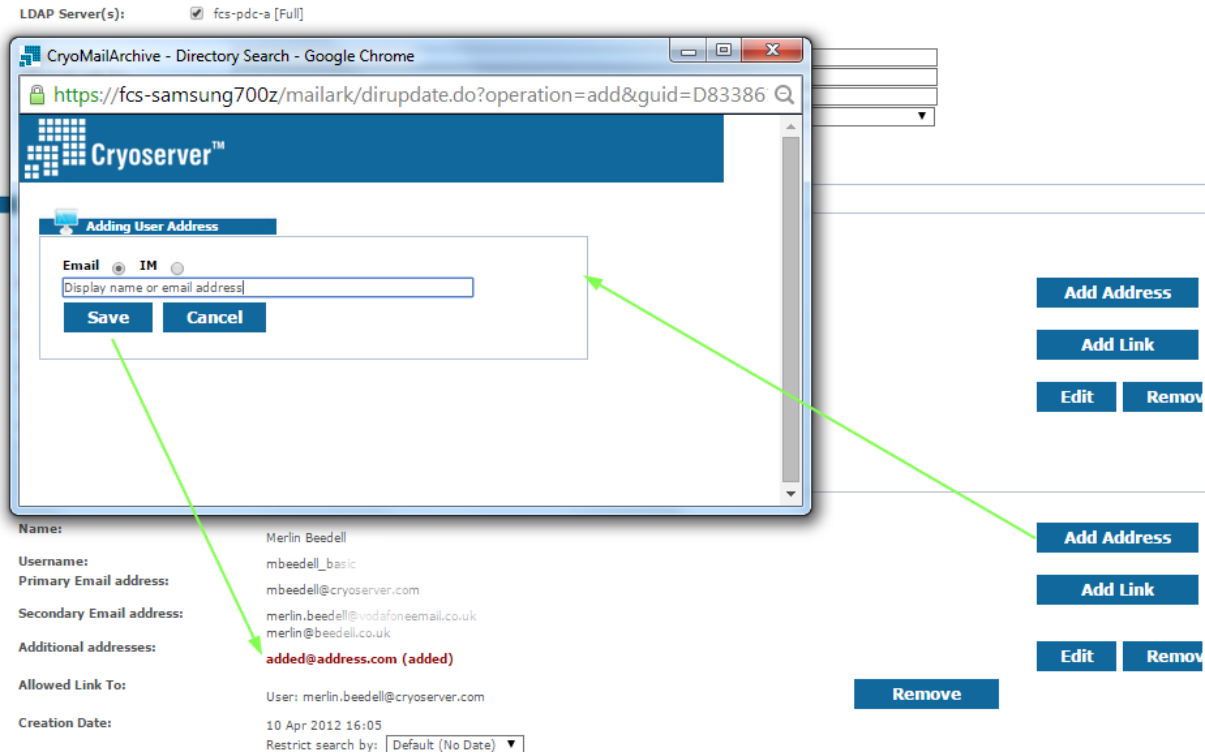 LDAP Server(s): fcs-pdc-a [Full]
CryoMailArchive - Directory Search - Google Chrome
https://fcs-samsung700z/mailark/dirupdate.do?operation=add&guid=D83386
Cryoserver™
Adding User Address
Email IM
Display name or email address
Save Cancel
Add Address
Add Link
Edit Remov
Name: Merlin Beedell
Add Address
Username: mbeedell_basic
Primary Email address: mbeedell@cryoserver.com
Add Link
Secondary Email address: merlin.beedell@vodafoneemail.co.uk
merlin@beedell.co.uk
Additional addresses: added@address.com (added)
Edit Remov
Allowed Link To: User: merlin.beedell@cryoserver.com
Remove
Creation Date: 10 Apr 2012 16:05
Restrict search by: Default (No Date)